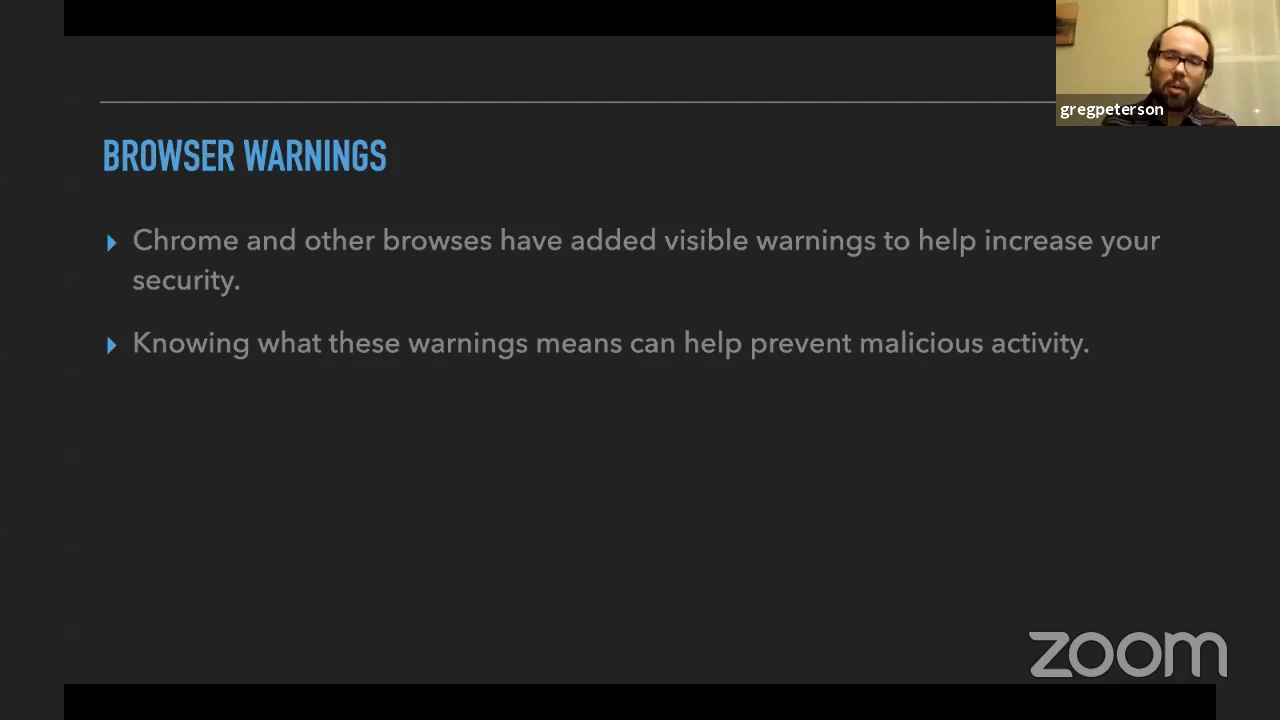 gregpeterson
BROWSER WARNINGS
Chrome and other browses have added visible warnings to help increase your
security.
Knowing what these warnings means can help prevent malicious activity.
zoom